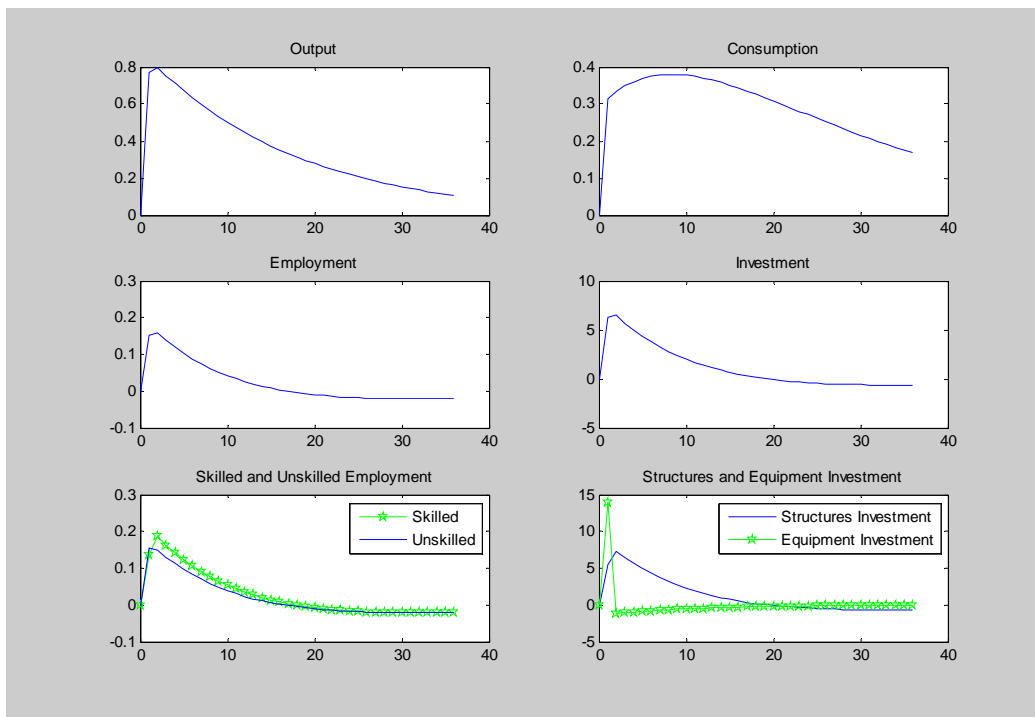 Output
0.8
0.6
0.4
0.2
0
0 10 20 30 40
Consumption
0.4
0.3
0.2
0.1
0
0 10 20 30 40
Employment
0.3
0.2
0.1
0
-0.1
0 10 20 30 40
Investment
10
5
0
-5
0 10 20 30 40
Skilled and Unskilled Employment
0.3
0.2
0.1
0
-0.1
0 10 20 30 40
Skilled
Unskilled
Structures and Equipment Investment
15
10
5
0
-5
0 10 20 30 40
Structures Investment
Equipment Investment